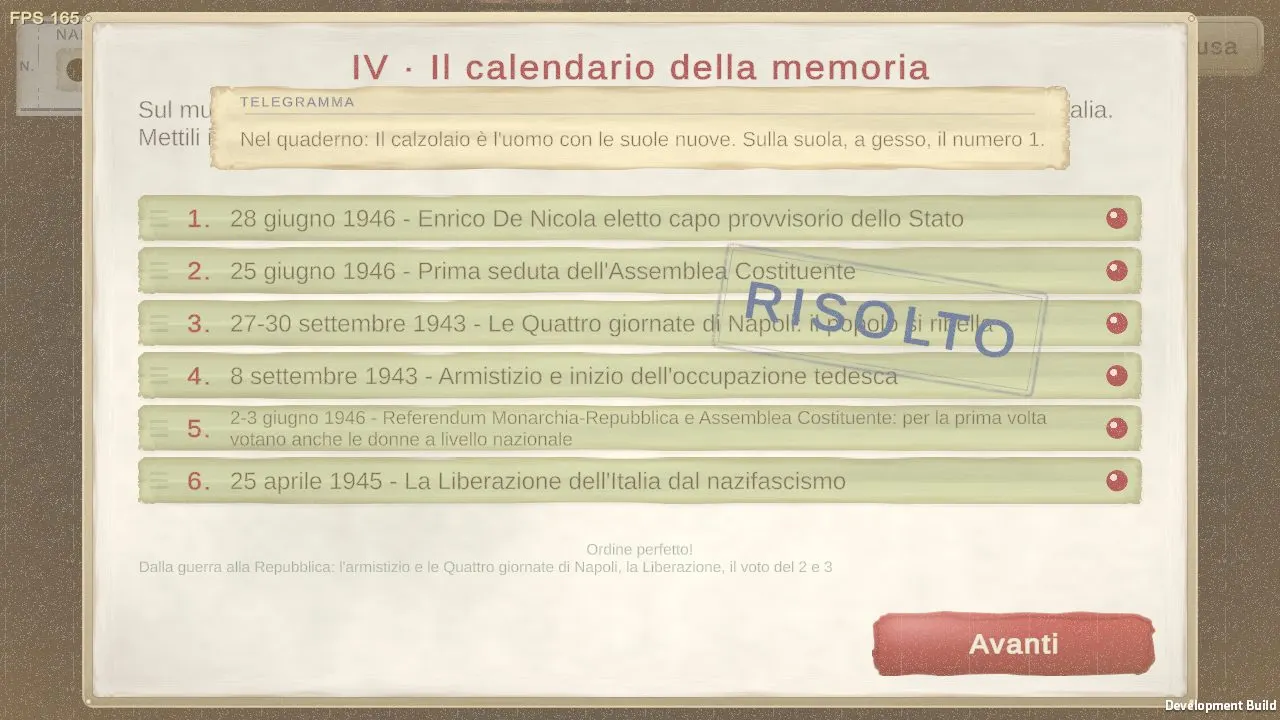 FPS 165
NA
N.
usa
IV · Il calendario della memoria
Sul mu
alia.
Mettili
TELEGRAMMA
Nel quaderno: Il calzolaio è l'uomo con le suole nuove. Sulla suola, a gesso, il numero 1.
1. 28 giugno 1946 - Enrico De Nicola eletto capo provvisorio dello Stato
2. 25 giugno 1946 - Prima seduta dell'Assemblea Costituente
3. 27-30 settembre 1943 - Le Quattro giornate di Napoli: il popolo si ribella
RISOLTO
4. 8 settembre 1943 - Armistizio e inizio dell'occupazione tedesca
5. 2-3 giugno 1946 - Referendum Monarchia-Repubblica e Assemblea Costituente: per la prima volta
votano anche le donne a livello nazionale
6. 25 aprile 1945 - La Liberazione dell'Italia dal nazifascismo
Ordine perfetto!
Dalla guerra alla Repubblica: l'armistizio e le Quattro giornate di Napoli, la Liberazione, il voto del 2 e 3
Avanti
Development Build